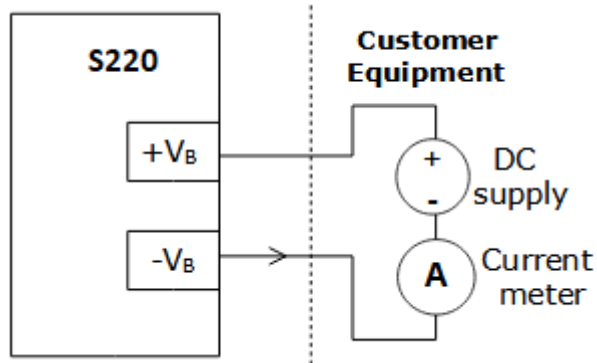 S220
Customer
Equipment
+VB
+
-
DC
supply
-VB
A
Current
meter